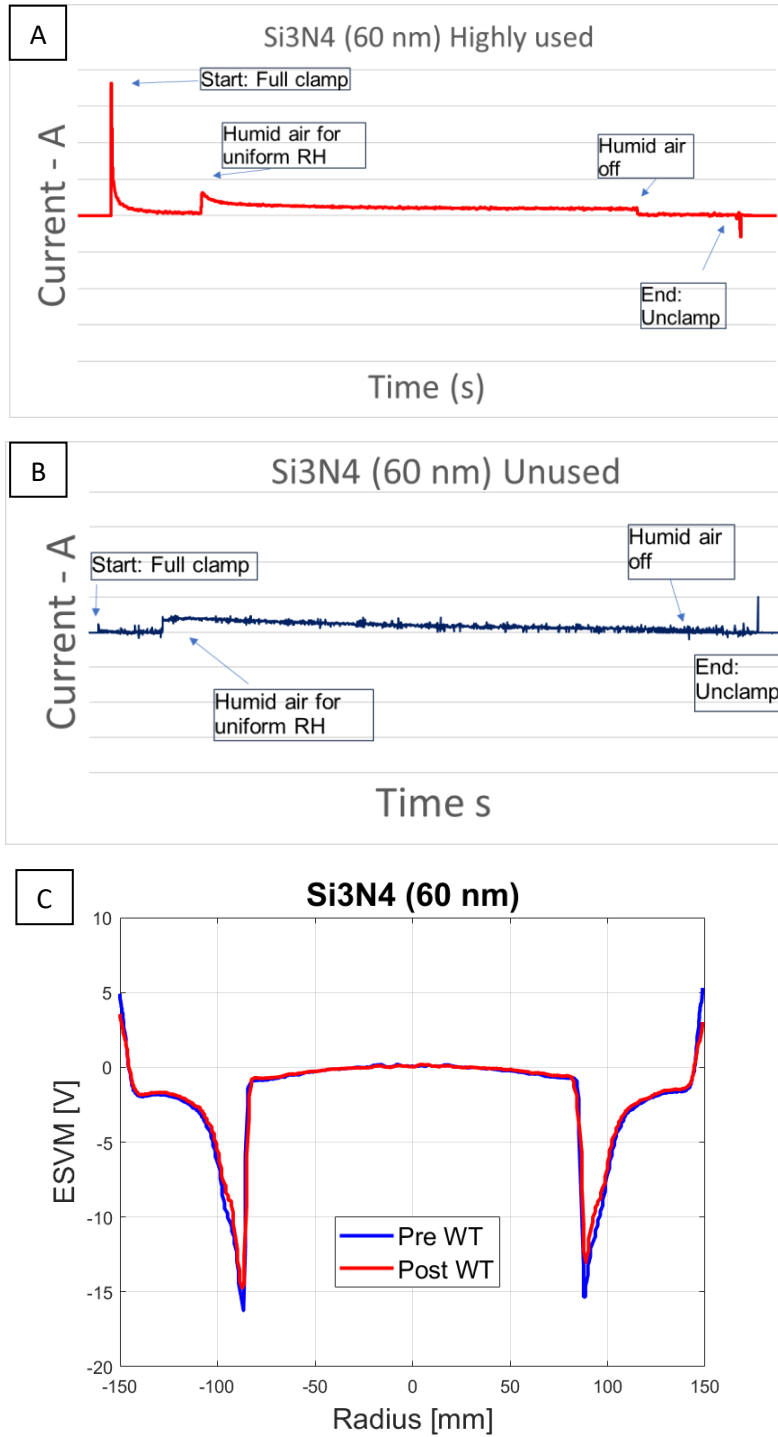 A
Si3N4 (60 nm) Highly used
Start: Full clamp
Humid air for
uniform RH
Humid air
off
Current - A
End:
Unclamp
Time (s)
B
Si3N4 (60 nm) Unused
Start: Full clamp
Humid air
off
Current - A
Humid air for
uniform RH
End:
Unclamp
Time s
C
Si3N4 (60 nm)
10
5
0
-5
-10
-15
-20
ESVM [V]
Pre WT
Post WT
-150 -100 -50 0 50 100 150
Radius [mm]